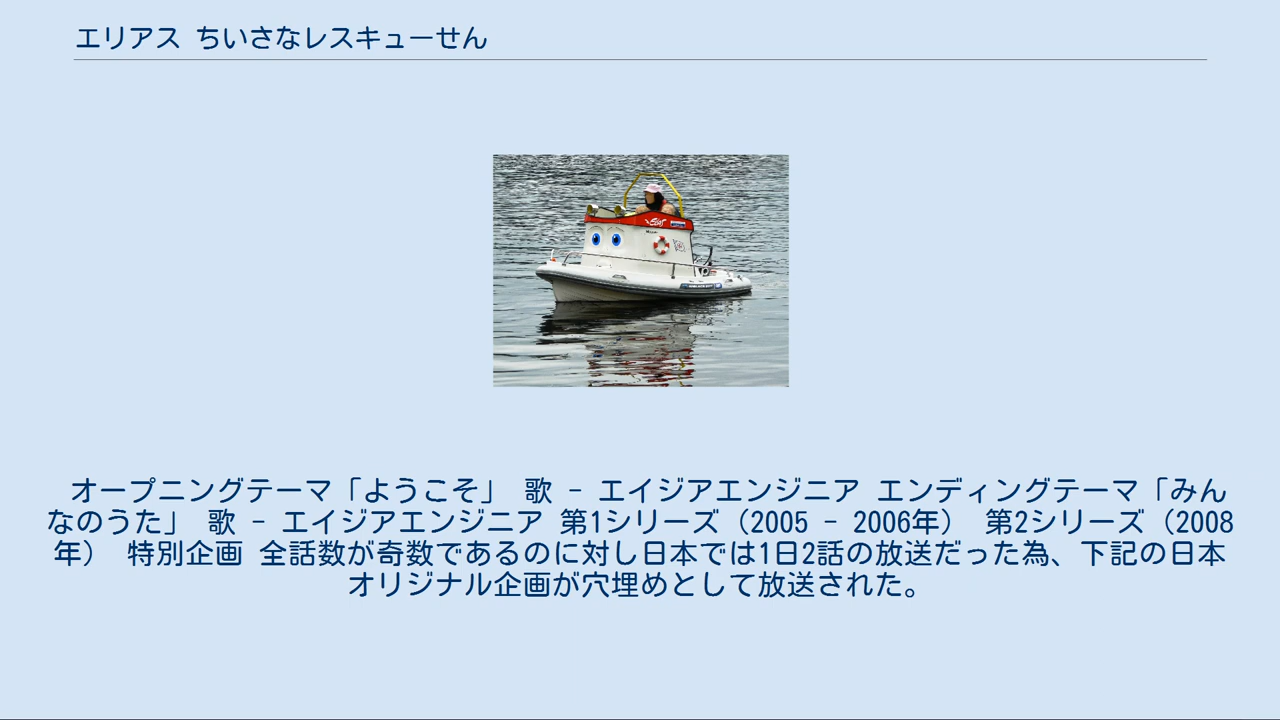 エリアス ちいさなレスキューせん
オープニングテーマ「ようこそ」 歌 - エイジアエンジニア エンディングテーマ「みん
なのうた」 歌 - エイジアエンジニア 第1シリーズ（2005 - 2006年） 第2シリーズ（2008
年） 特別企画 全話数が奇数であるのに対し日本では1日2話の放送だった為、下記の日本
オリジナル企画が穴埋めとして放送された。